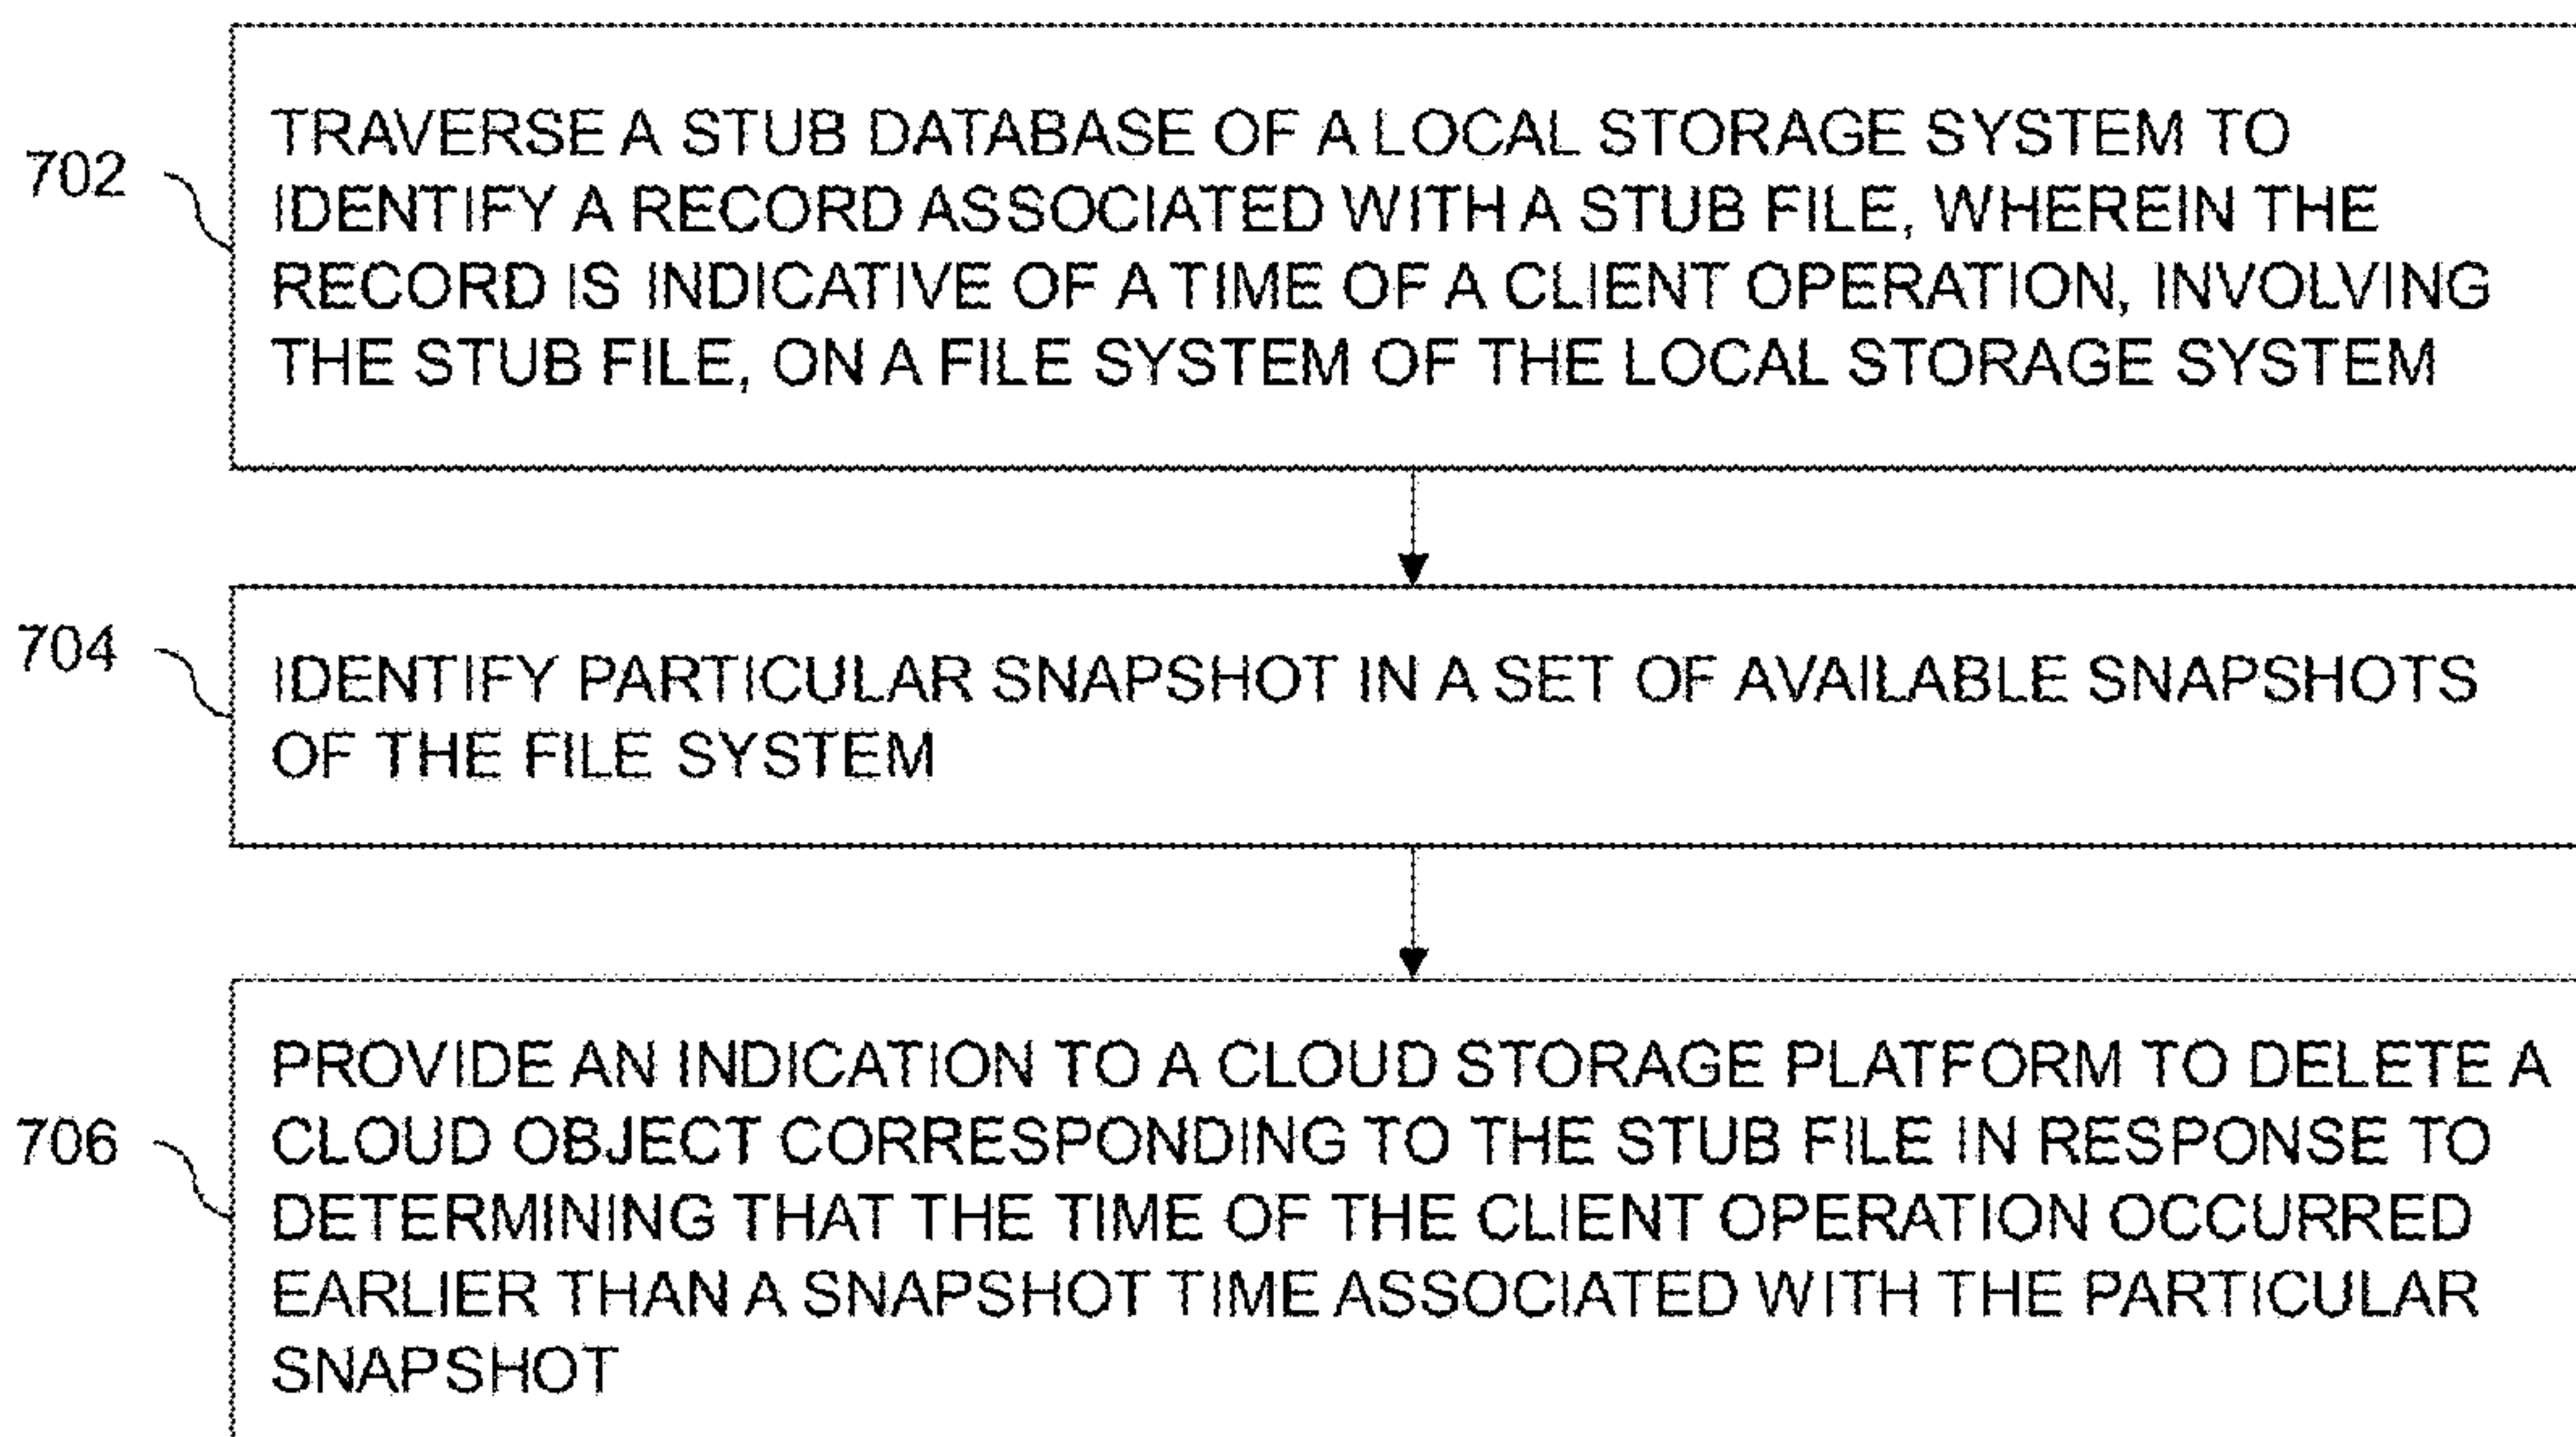 702
TRAVERSE A STUB DATABASE OF A LOCAL STORAGE SYSTEM TO
IDENTIFY A RECORD ASSOCIATED WITH A STUB FILE, WHEREIN THE
RECORD IS INDICATIVE OF A TIME OF A CLIENT OPERATION, INVOLVING
THE STUB FILE, ON A FILE SYSTEM OF THE LOCAL STORAGE SYSTEM
704
IDENTIFY PARTICULAR SNAPSHOT IN A SET OF AVAILABLE SNAPSHOTS
OF THE FILE SYSTEM
706
PROVIDE AN INDICATION TO A CLOUD STORAGE PLATFORM TO DELETE A
CLOUD OBJECT CORRESPONDING TO THE STUB FILE IN RESPONSE TO
DETERMINING THAT THE TIME OF THE CLIENT OPERATION OCCURRED
EARLIER THAN A SNAPSHOT TIME ASSOCIATED WITH THE PARTICULAR
SNAPSHOT